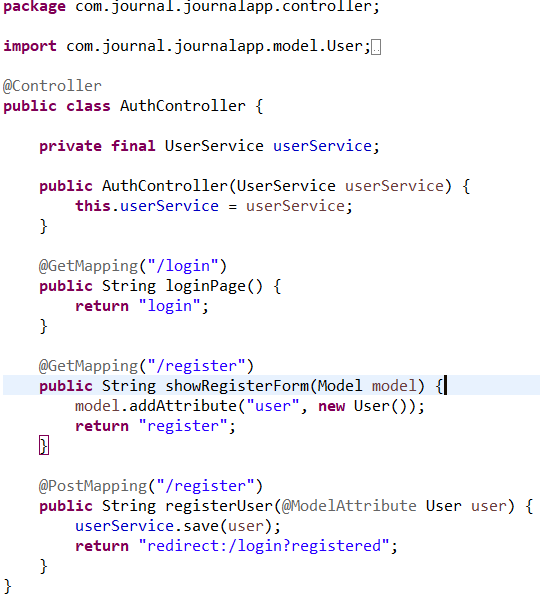 package com.journal.journalapp.controller;
import com.journal.journalapp.model.User;
@Controller
public class AuthController {
private final UserService userService;
public AuthController(UserService userService) {
this.userService = userService;
}
@GetMapping("/login")
public String loginPage() {
return "login";
}
@GetMapping("/register")
public String showRegisterForm(Model model) {
model.addAttribute("user", new User());
return "register";
}
@PostMapping("/register")
public String registerUser(@ModelAttribute User user) {
userService.save(user);
return "redirect:/login?registered";
}
}